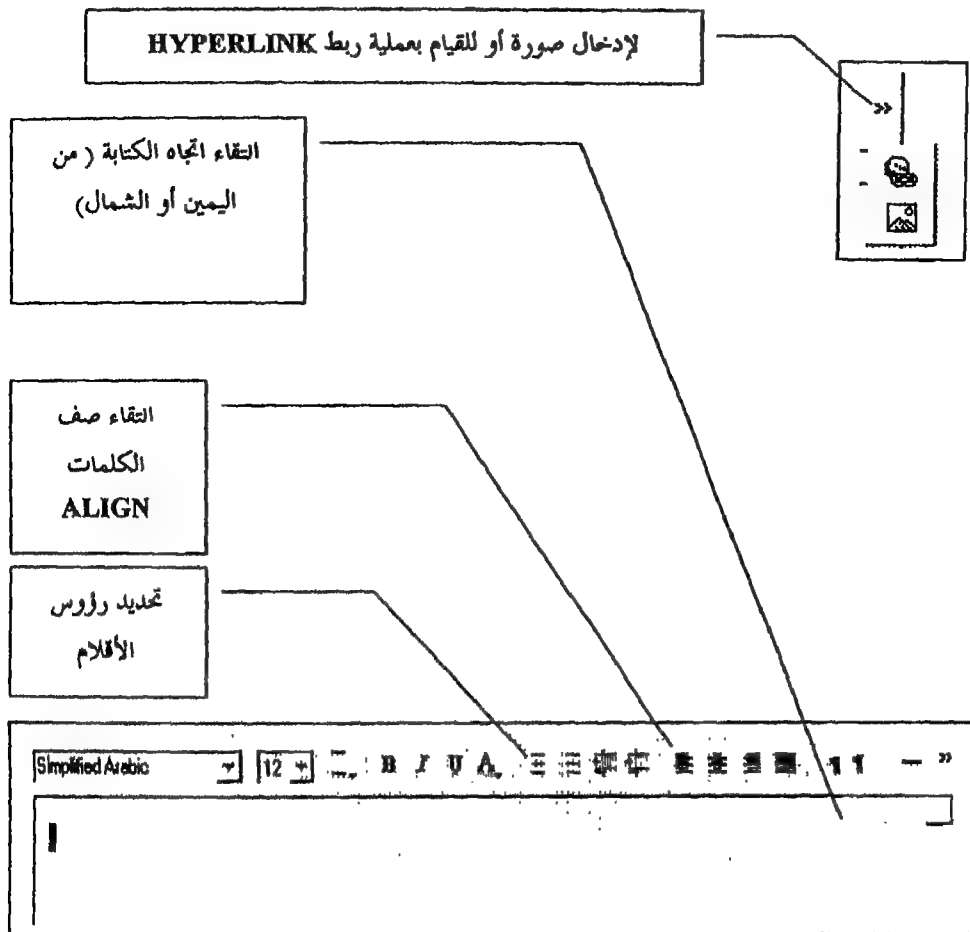 لإدخال صورة أو للقيام بعملية ربط HYPERLINK
»
التقاء اتجاه الكتابة ( من
اليمين أو الشمال)
التقاء صف
الكلمات
ALIGN
تحديد رؤوس
الأقلام
Simplified Arabic 12 B I U A ¶ ¶ »